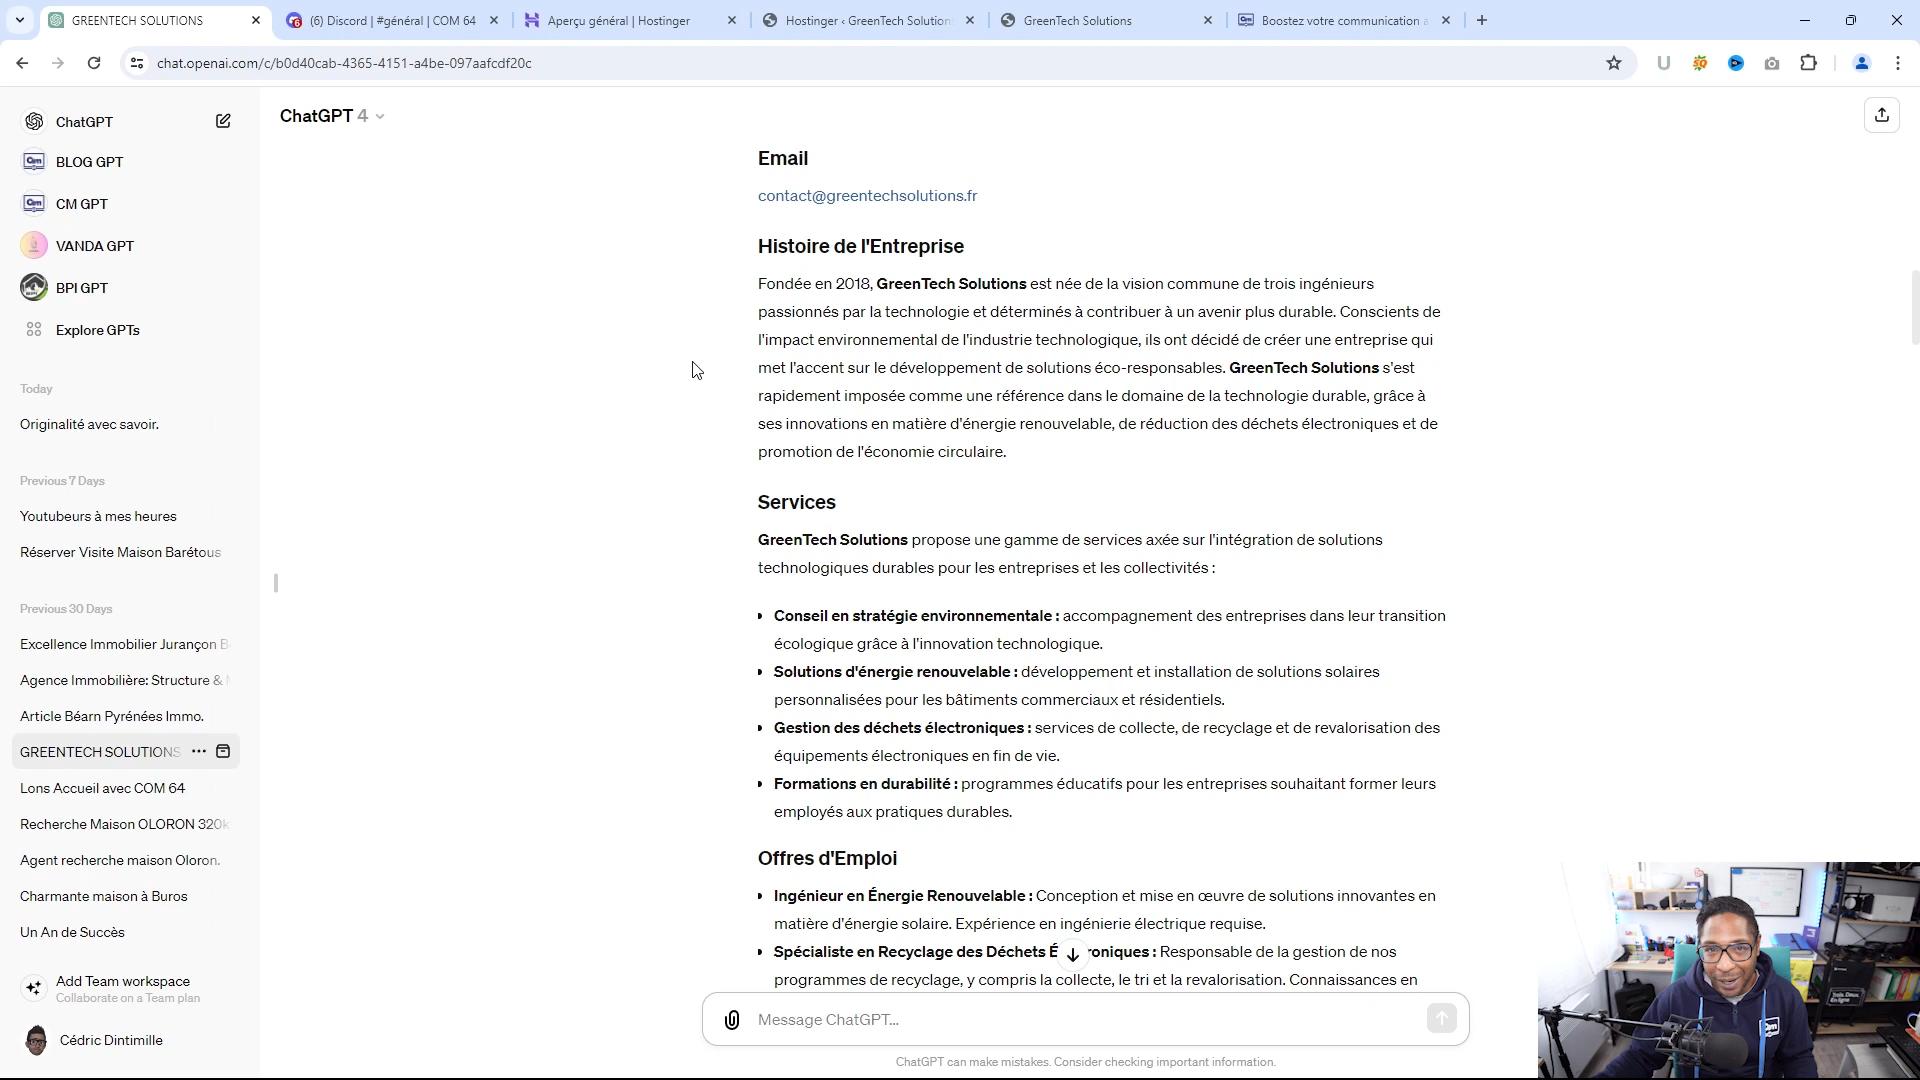 GREENTECH SOLUTIONS
(6) Discord | #général | COM 64
Aperçu général | Hostinger
Hostinger ‹ GreenTech Solution
GreenTech Solutions
Boostez votre communication a
chat.openai.com/c/b0d40cab-4365-4151-a4be-097aafcdf20c
ChatGPT
BLOG GPT
CM GPT
VANDA GPT
BPI GPT
Explore GPTs
Today
Originalité avec savoir.
Previous 7 Days
Youtubeurs à mes heures
Réserver Visite Maison Barétous
Previous 30 Days
Excellence Immobilier Jurançon B
Agence Immobilière: Structure &
Article Béarn Pyrénées Immo.
GREENTECH SOLUTIONS
Lons Accueil avec COM 64
Recherche Maison OLORON 320k
Agent recherche maison Oloron.
Charmante maison à Buros
Un An de Succès
Add Team workspace
Collaborate on a Team plan
Cédric Dintimille
ChatGPT 4
Email
contact@greentechsolutions.fr
Histoire de l'Entreprise
Fondée en 2018, GreenTech Solutions est née de la vision commune de trois ingénieurs
passionnés par la technologie et déterminés à contribuer à un avenir plus durable. Conscients de
l'impact environnemental de l'industrie technologique, ils ont décidé de créer une entreprise qui
met l'accent sur le développement de solutions éco-responsables. GreenTech Solutions s'est
rapidement imposée comme une référence dans le domaine de la technologie durable, grâce à
ses innovations en matière d'énergie renouvelable, de réduction des déchets électroniques et de
promotion de l'économie circulaire.
Services
GreenTech Solutions propose une gamme de services axée sur l'intégration de solutions
technologiques durables pour les entreprises et les collectivités :
Conseil en stratégie environnementale : accompagnement des entreprises dans leur transition
écologique grâce à l'innovation technologique.
Solutions d'énergie renouvelable : développement et installation de solutions solaires
personnalisées pour les bâtiments commerciaux et résidentiels.
Gestion des déchets électroniques : services de collecte, de recyclage et de revalorisation des
équipements électroniques en fin de vie.
Formations en durabilité : programmes éducatifs pour les entreprises souhaitant former leurs
employés aux pratiques durables.
Offres d'Emploi
Ingénieur en Énergie Renouvelable : Conception et mise en œuvre de solutions innovantes en
matière d'énergie solaire. Expérience en ingénierie électrique requise.
Spécialiste en Recyclage des Déchets É roniques : Responsable de la gestion de nos
programmes de recyclage, y compris la collecte, le tri et la revalorisation. Connaissances en
Message ChatGPT...
ChatGPT can make mistakes. Consider checking important information.